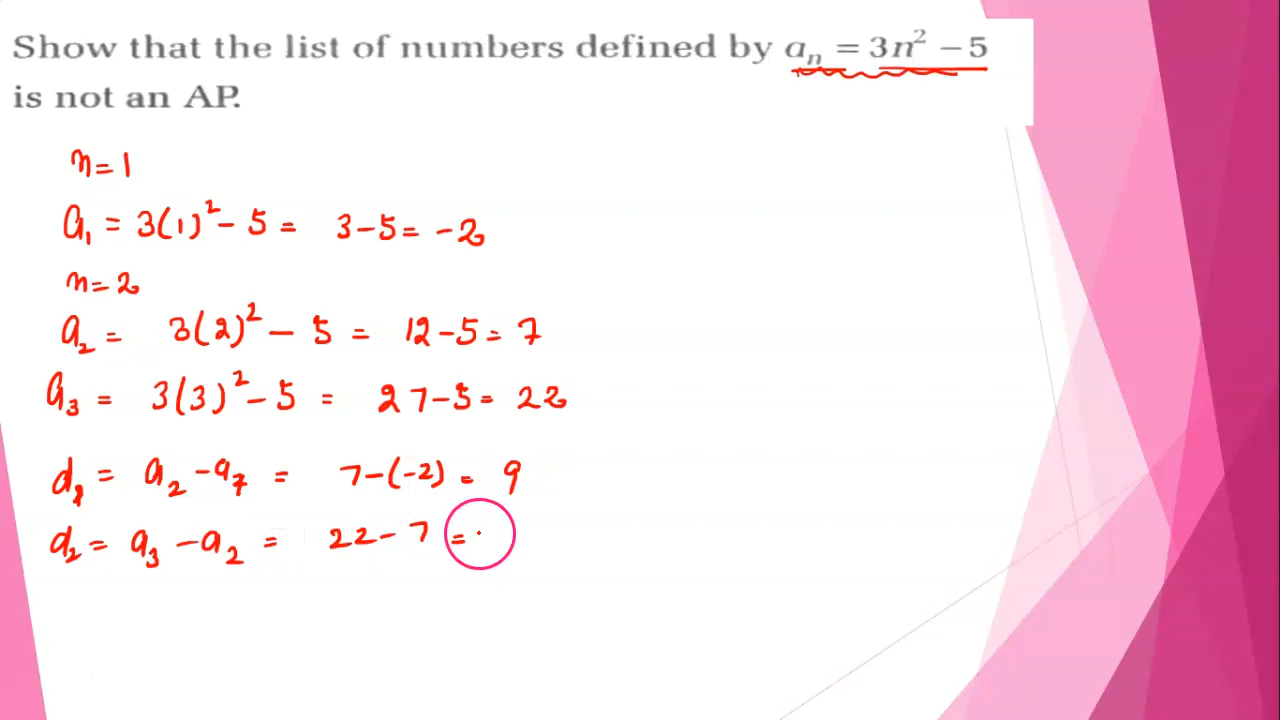 Show that the list of numbers defined by aₙ = 3n² – 5
is not an AP.
n = 1
a₁ = 3(1)² - 5 = 3 - 5 = -2
n = 2
a₂ = 3(2)² - 5 = 12 - 5 = 7
a₃ = 3(3)² - 5 = 27 - 5 = 22
d₁ = a₂ - a₇ = 7 - (-2) = 9
d₂ = a₃ - a₂ = 22 - 7 =